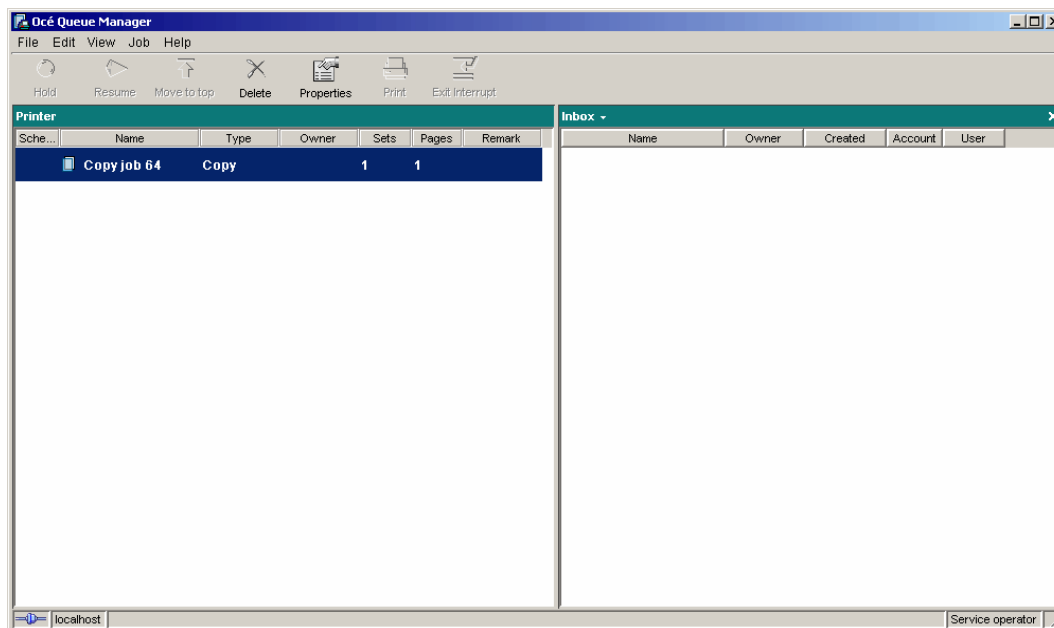 Océ Queue Manager
File Edit View Job Help
Hold Resume Move to top Delete Properties Print Exit Interrupt
Printer Inbox
Sche... Name Type Owner Sets Pages Remark Name Owner Created Account User
Copy job 64 Copy 1 1
localhost Service operator